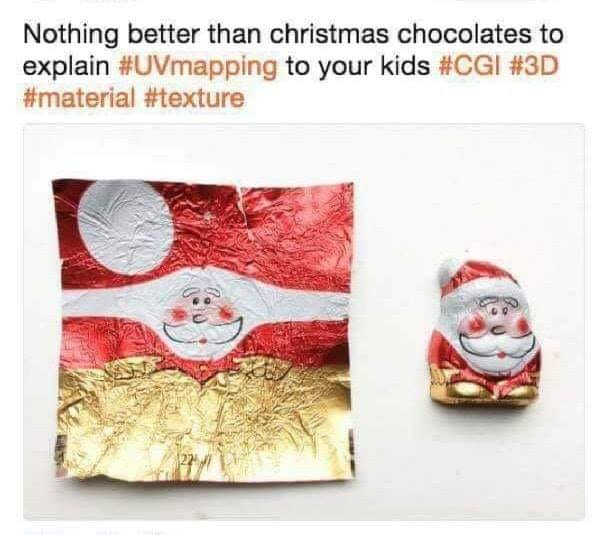 Nothing better than christmas chocolates to
explain #UVmapping to your kids #CGI #3D
#material #texture